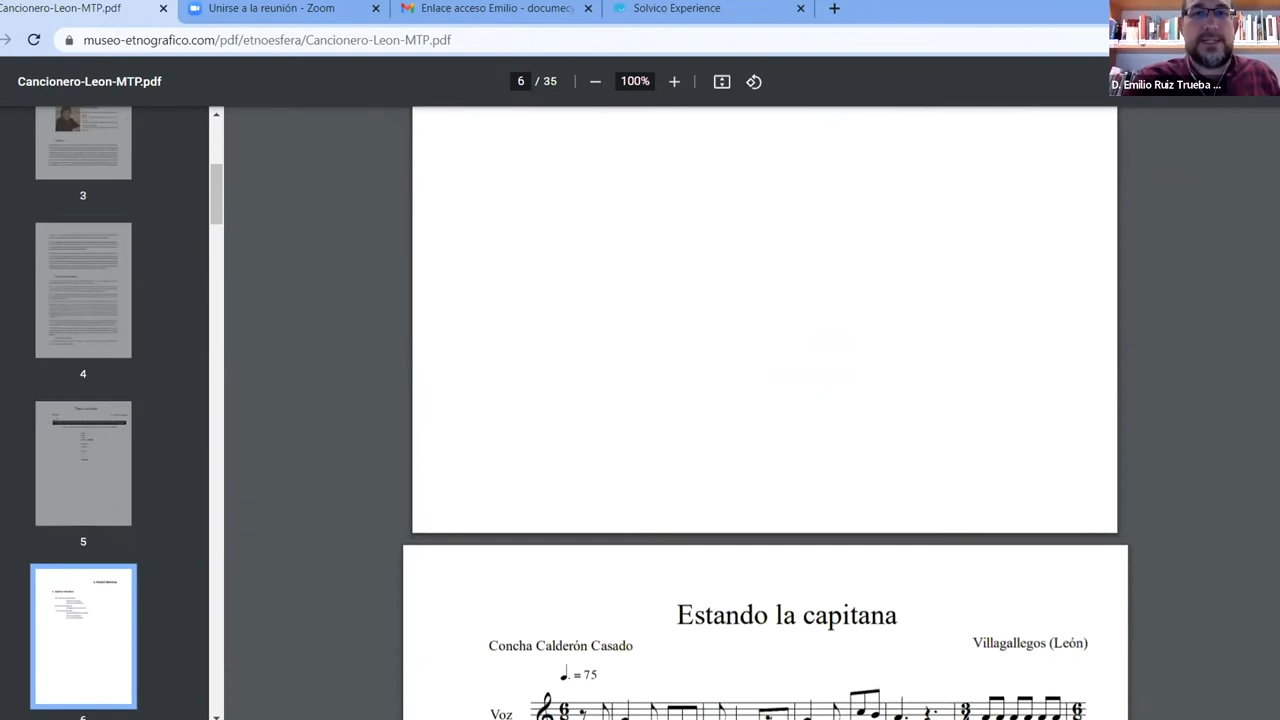 Cancionero-Leon-MTP.pdf
Unirse a la reunión - Zoom
Enlace acceso Emilio - documecy
Solvico Experience
museo-etnografico.com/pdf/etnoesfera/Cancionero-Leon-MTP.pdf
D. Emilio Ruiz Trueba ...
Cancionero-Leon-MTP.pdf
6 / 35
100%
3
4
5
Estando la capitana
Concha Calderón Casado
Villagallegos (León)
= 75
Voz